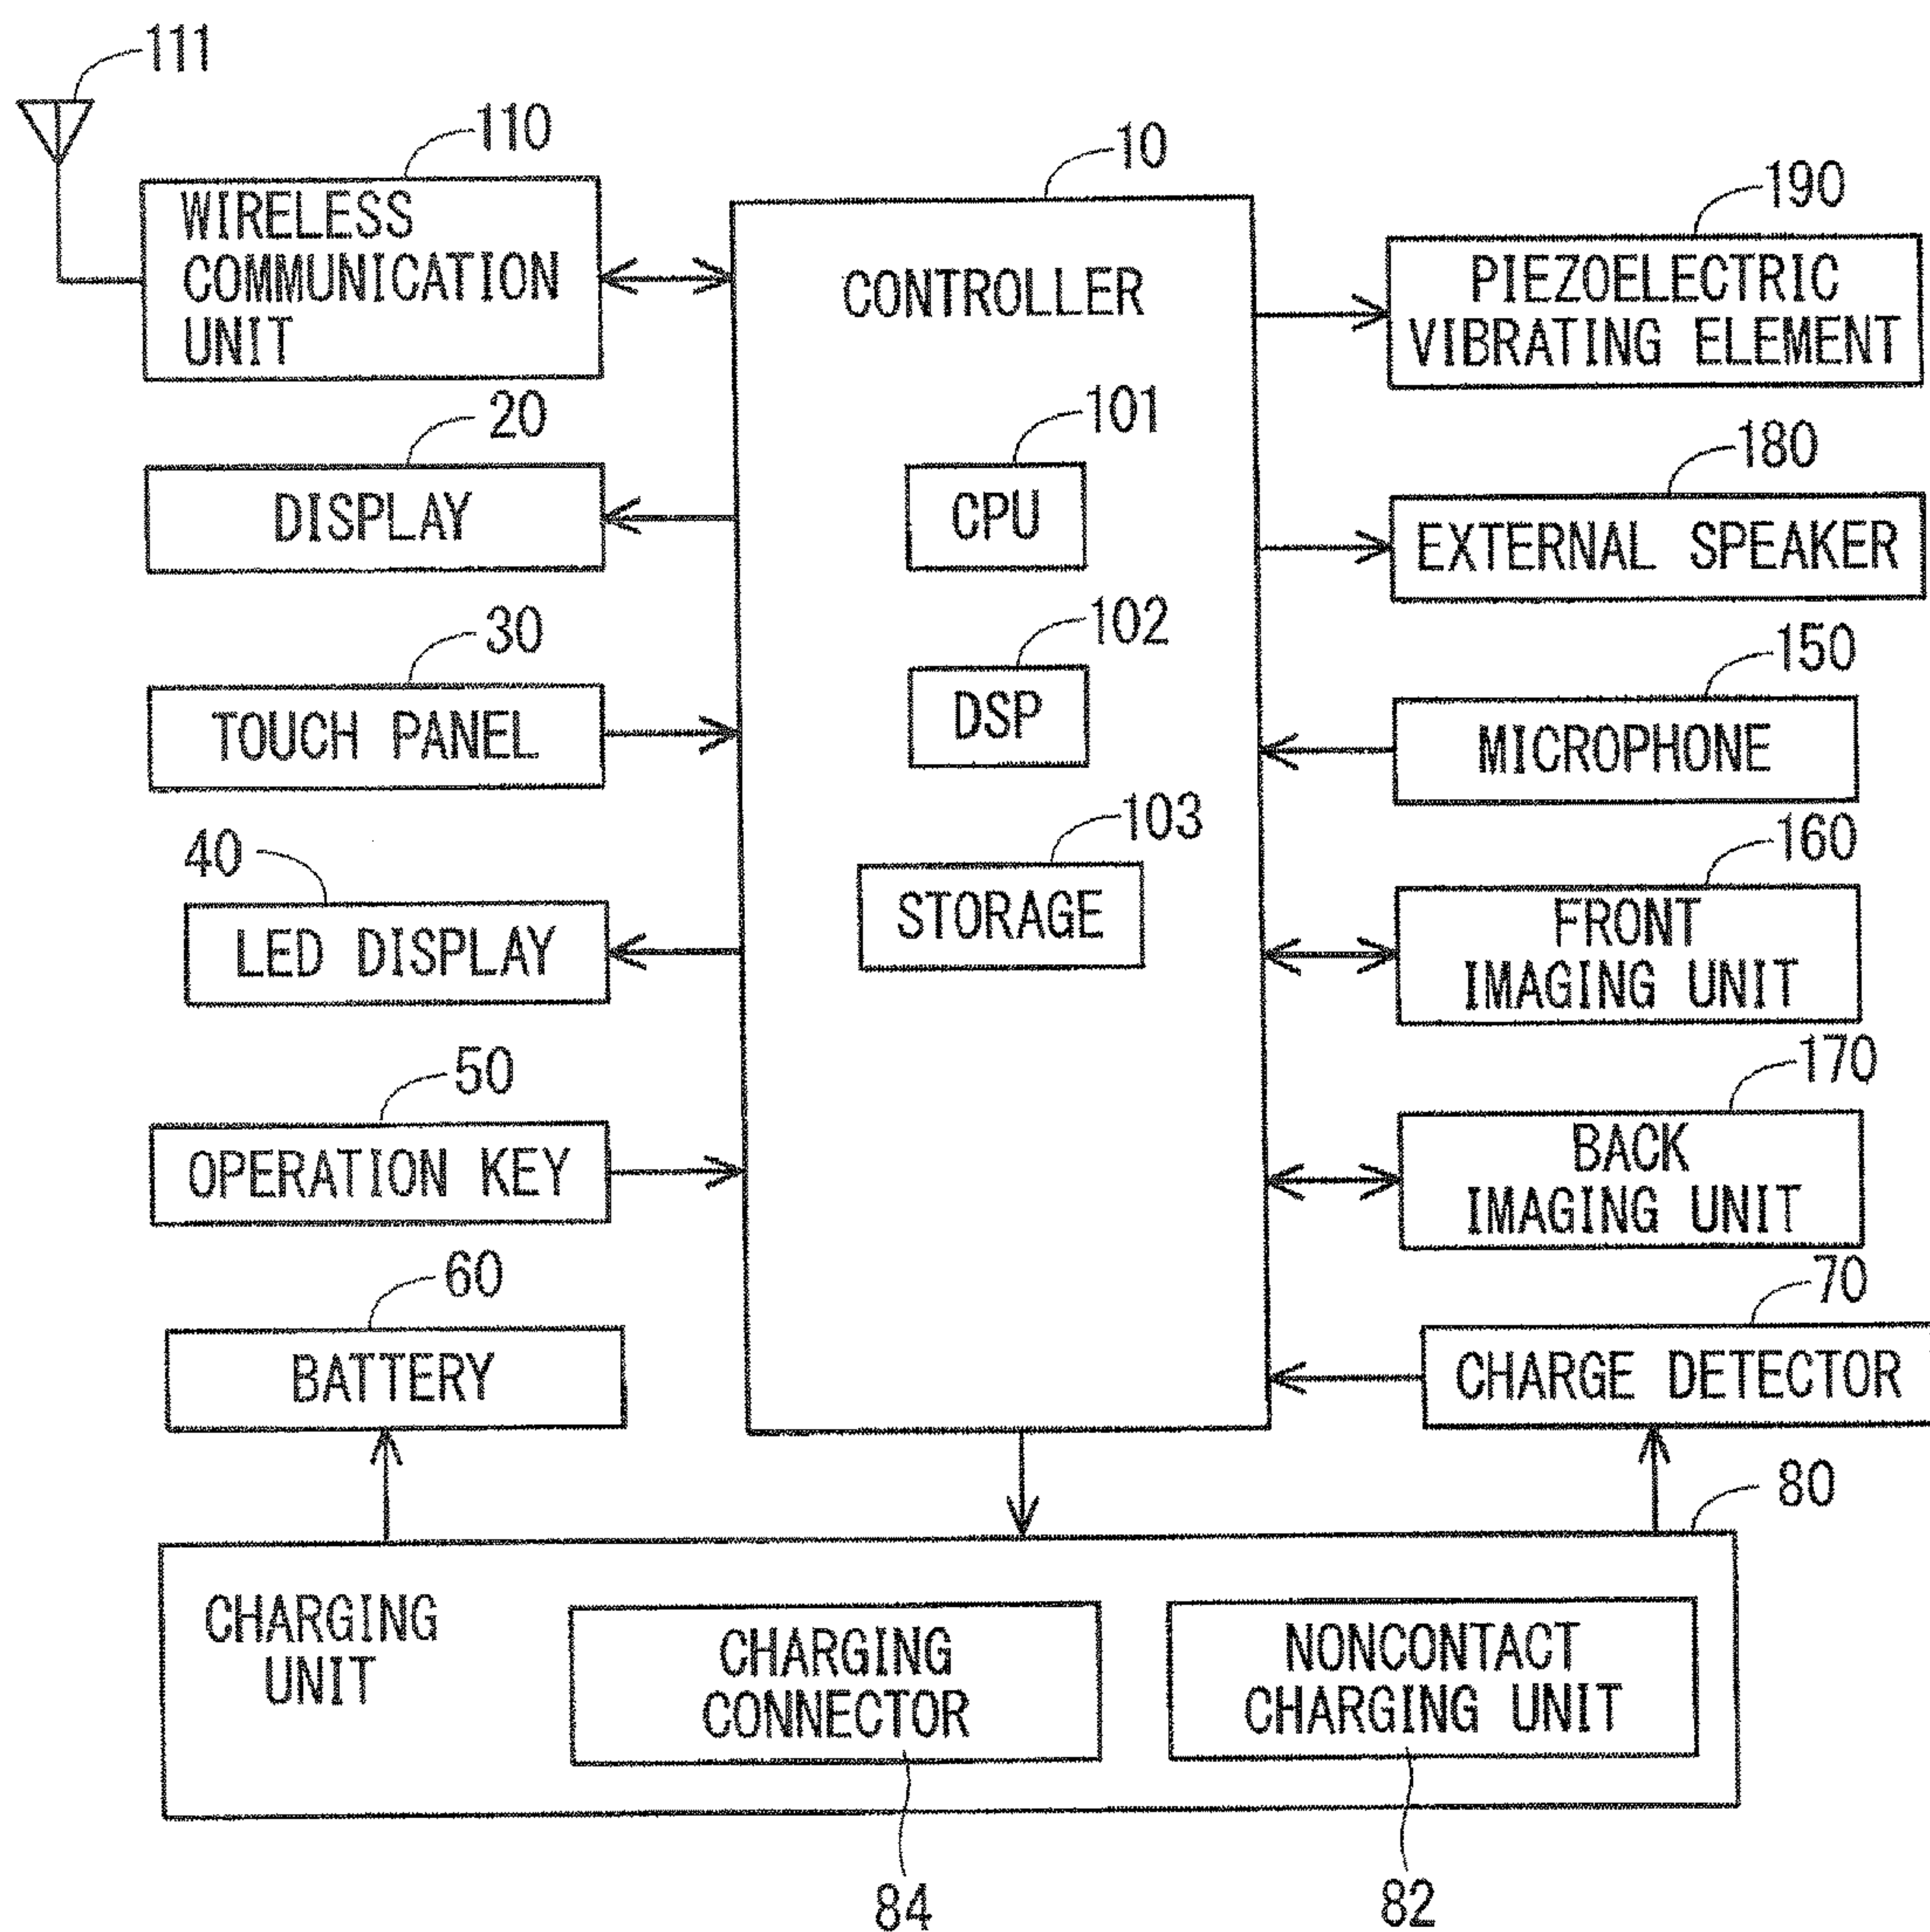 111
110
WIRELESS
COMMUNICATION
UNIT
20
DISPLAY
30
TOUCH PANEL
40
LED DISPLAY
50
OPERATION KEY
60
BATTERY
10
CONTROLLER
101
CPU
102
DSP
103
STORAGE
190
PIEZOELECTRIC
VIBRATING ELEMENT
180
EXTERNAL SPEAKER
150
MICROPHONE
160
FRONT
IMAGING UNIT
170
BACK
IMAGING UNIT
70
CHARGE DETECTOR
80
CHARGING
UNIT
CHARGING
CONNECTOR
84
NONCONTACT
CHARGING UNIT
82